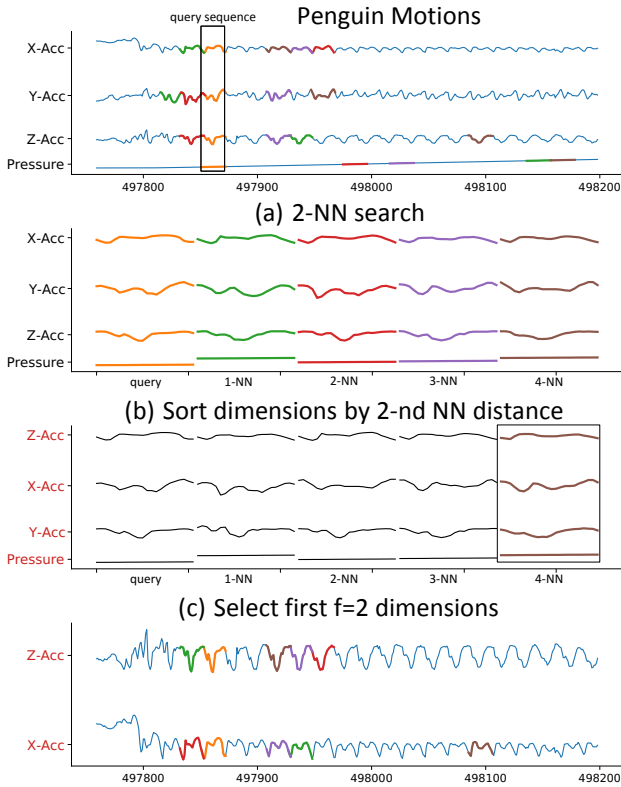 Penguin Motions
query sequence
X-Acc
Y-Acc
Z-Acc
Pressure
497800 497900 498000 498100 498200
(a) 2-NN search
X-Acc
Y-Acc
Z-Acc
Pressure
query 1-NN 2-NN 3-NN 4-NN
(b) Sort dimensions by 2-nd NN distance
Z-Acc
X-Acc
Y-Acc
Pressure
query 1-NN 2-NN 3-NN 4-NN
(c) Select first f=2 dimensions
Z-Acc
X-Acc
497800 497900 498000 498100 498200